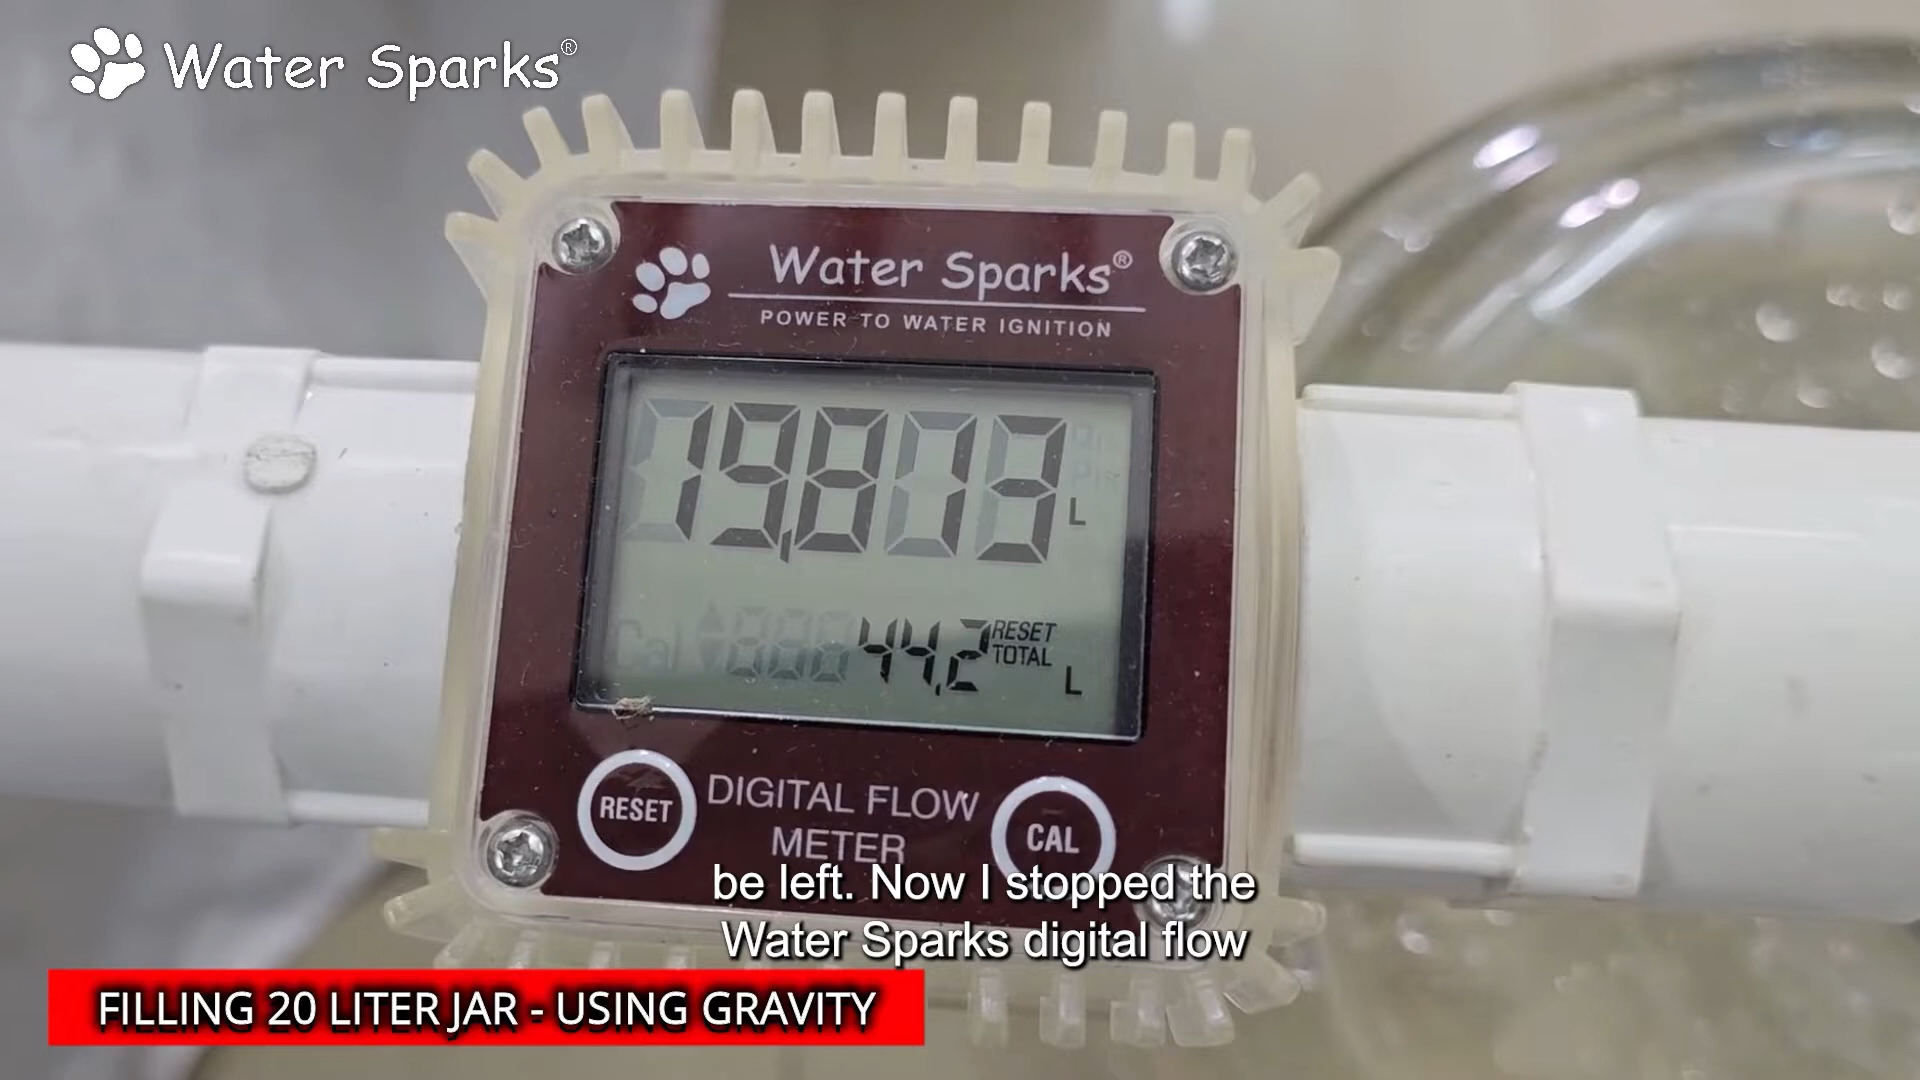 Water Sparks®
Water Sparks®
POWER TO WATER IGNITION
19,813 L
44,2 RESET TOTAL L
RESET
DIGITAL FLOW
METER
CAL
be left. Now I stopped the
Water Sparks digital flow
FILLING 20 LITER JAR - USING GRAVITY